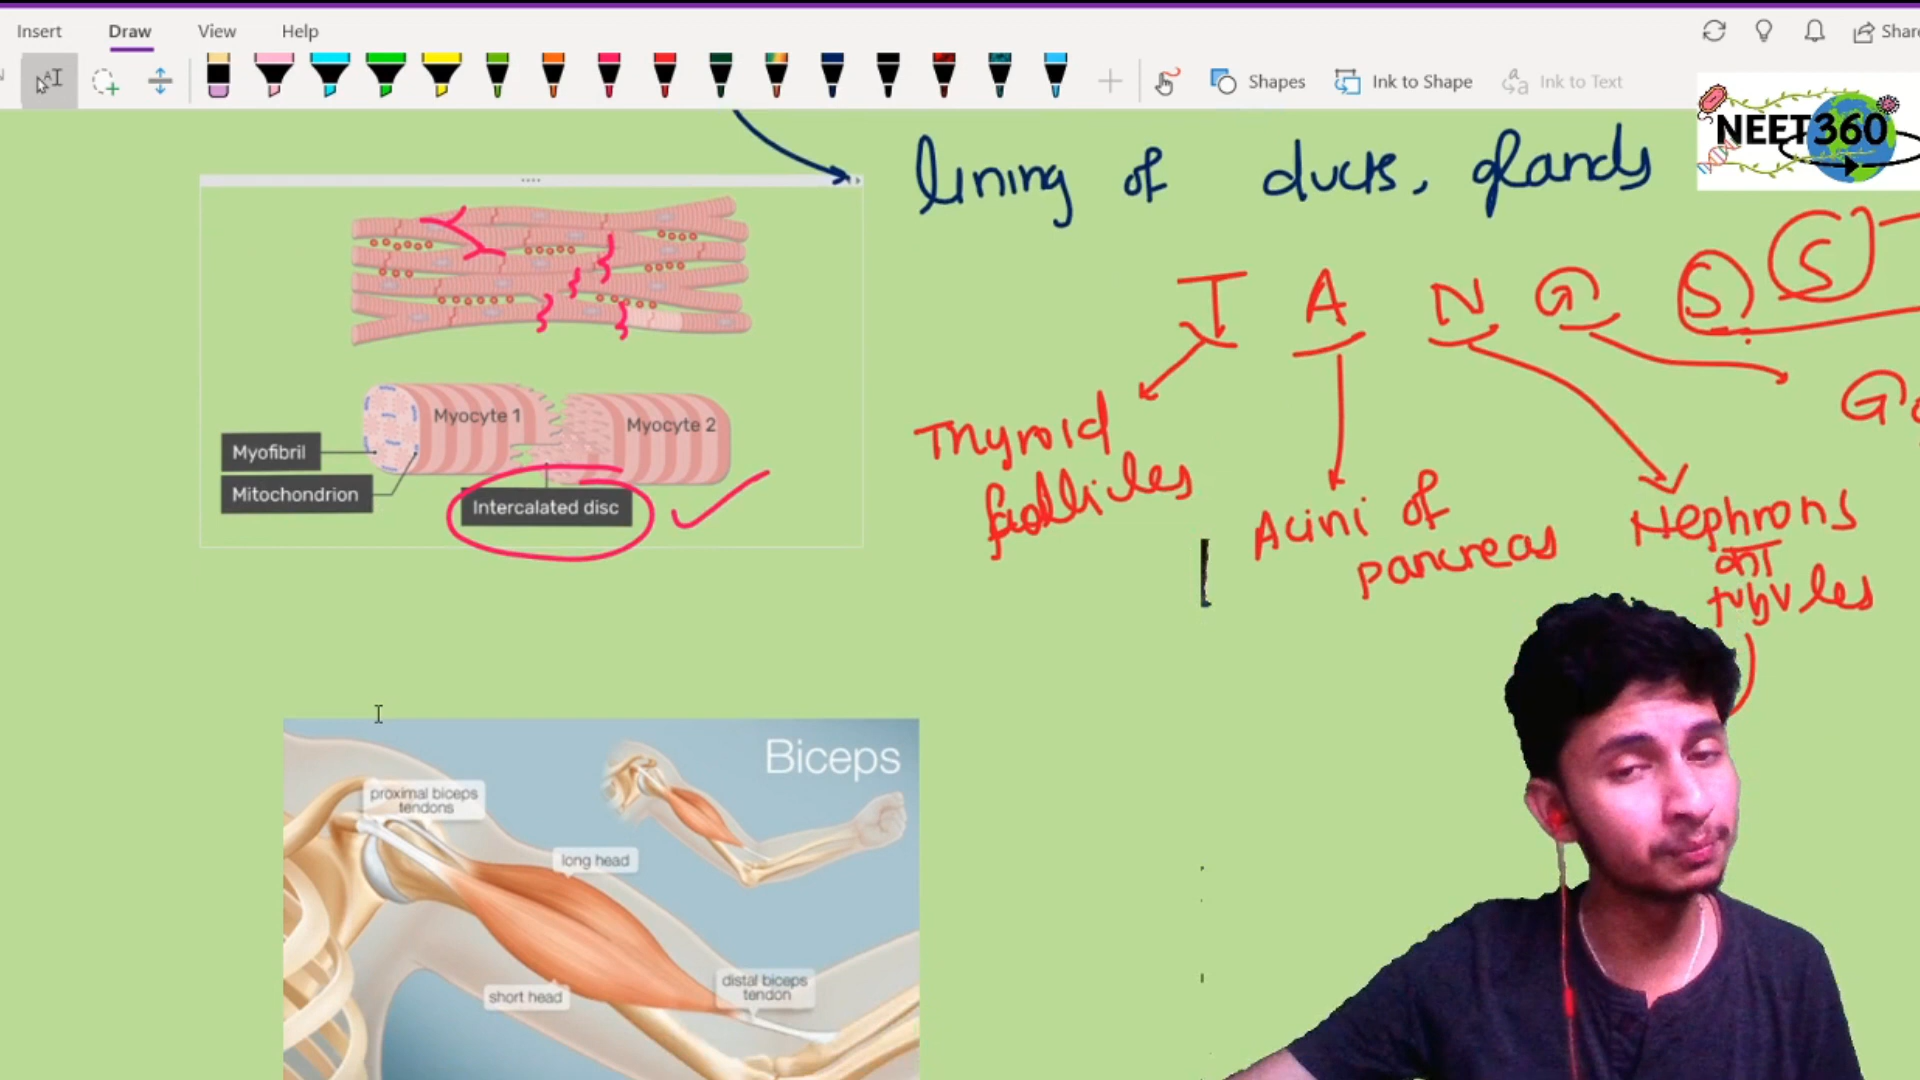 Insert Draw View Help
Share
Shapes Ink to Shape Ink to Text
NEET360
lining of ducts, glands
T A N G S S
Myocyte 1
Myocyte 2
Myofibril
Mitochondrion
Intercalated disc
Thyroid
follicles
Acini of
pancreas
Nephrons
tubules
Biceps
proximal biceps
tendons
long head
short head
distal biceps
tendon